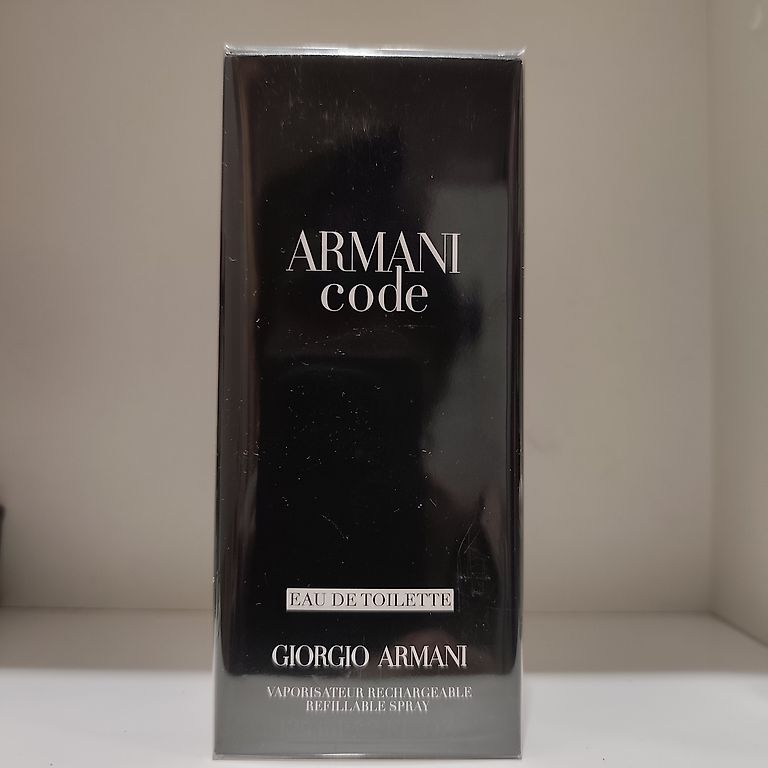 ARMANI
code
EAU DE TOILETTE
GIORGIO ARMANI
VAPORISATEUR RECHARGEABLE
REFILLABLE SPRAY